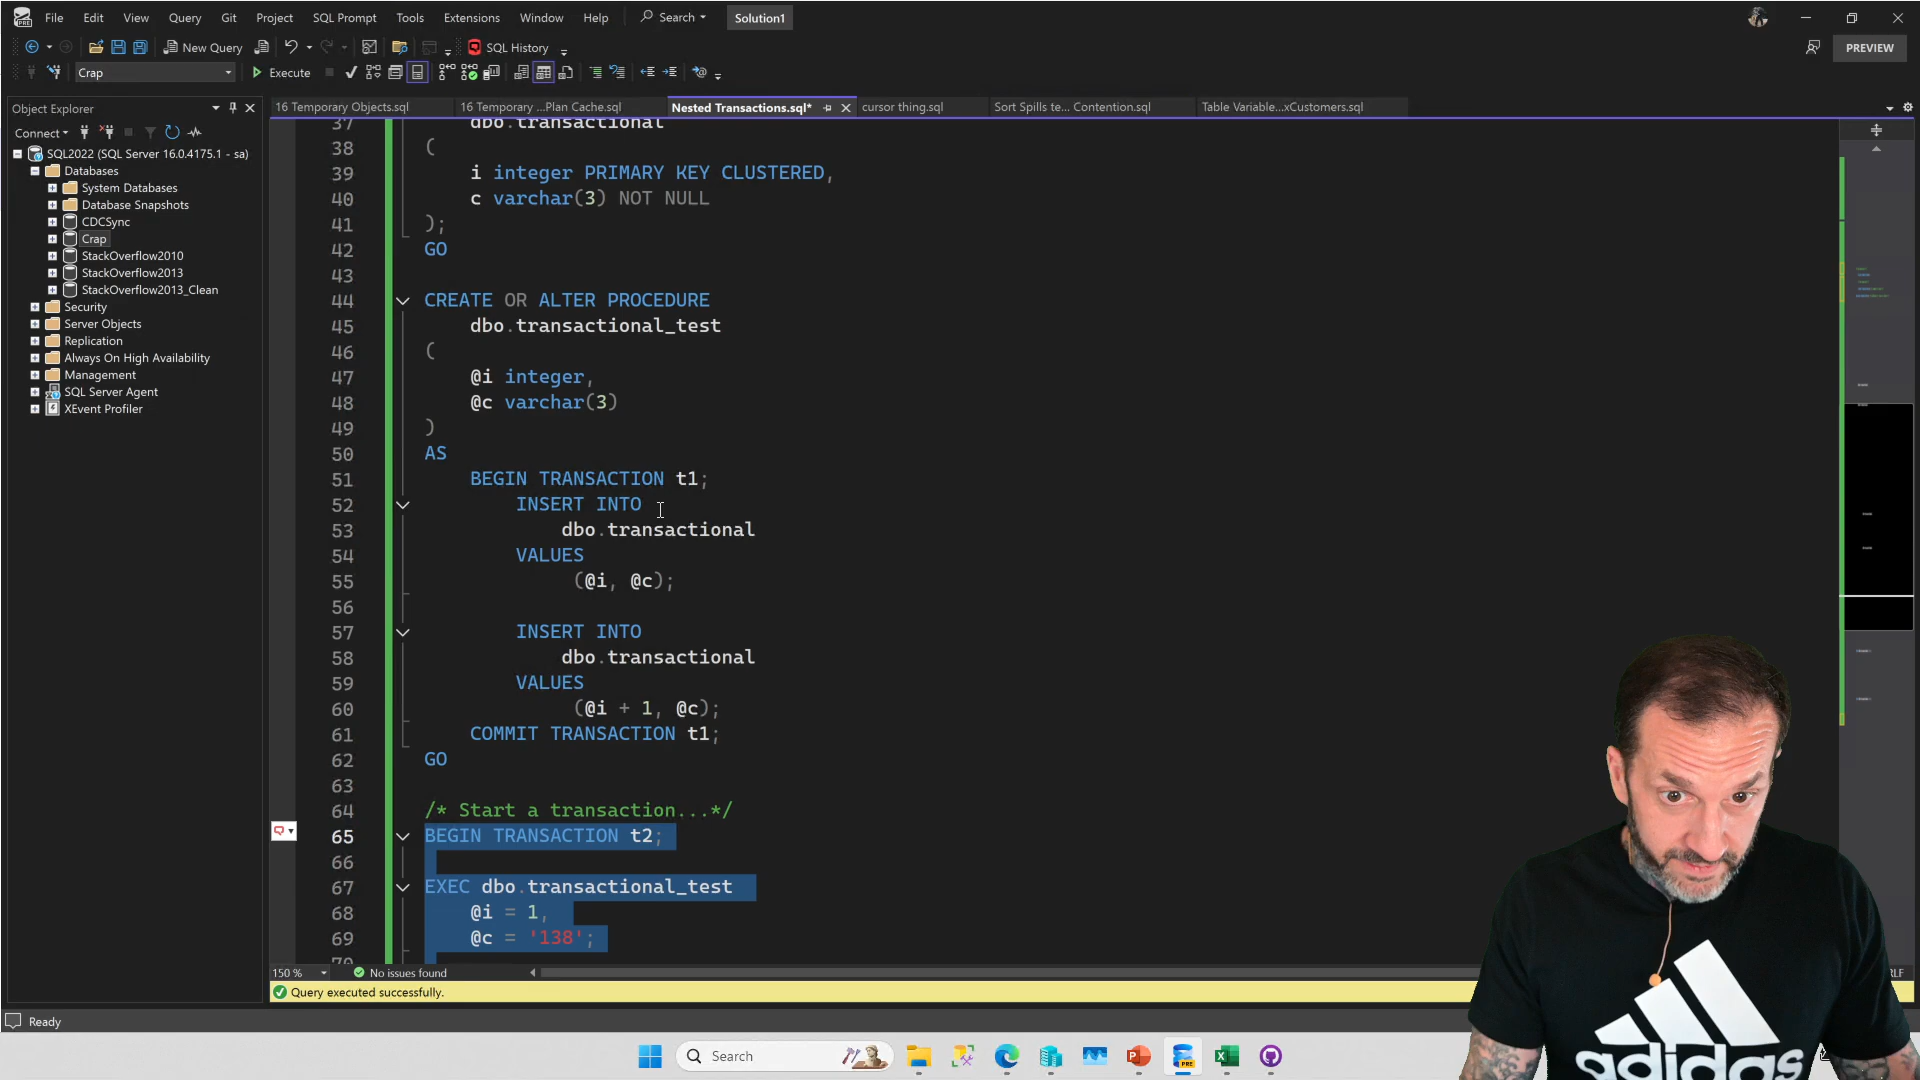 File Edit View Query Git Project SQL Prompt Tools Extensions Window Help Search Solution1
New Query SQL History PREVIEW
Crap Execute
Object Explorer
16 Temporary Objects.sql 16 Temporary ...Plan Cache.sql Nested Transactions.sql* cursor thing.sql Sort Spills te... Contention.sql Table Variable...xCustomers.sql
Connect
SQL2022 (SQL Server 16.0.4175.1 - sa)
Databases
System Databases
Database Snapshots
CDCSync
Crap
StackOverflow2010
StackOverflow2013
StackOverflow2013_Clean
Security
Server Objects
Replication
Always On High Availability
Management
SQL Server Agent
XEvent Profiler
37 dbo.transactional
38 (
39 i integer PRIMARY KEY CLUSTERED,
40 c varchar(3) NOT NULL
41 );
42 GO
43
44 CREATE OR ALTER PROCEDURE
45 dbo.transactional_test
46 (
47 @i integer,
48 @c varchar(3)
49 )
50 AS
51 BEGIN TRANSACTION t1;
52 INSERT INTO
53 dbo.transactional
54 VALUES
55 (@i, @c);
56
57 INSERT INTO
58 dbo.transactional
59 VALUES
60 (@i + 1, @c);
61 COMMIT TRANSACTION t1;
62 GO
63
64 /* Start a transaction...*/
65 BEGIN TRANSACTION t2;
66
67 EXEC dbo.transactional_test
68 @i = 1,
69 @c = '138';
70
150 % No issues found
Query executed successfully.
Ready
Search
adidas